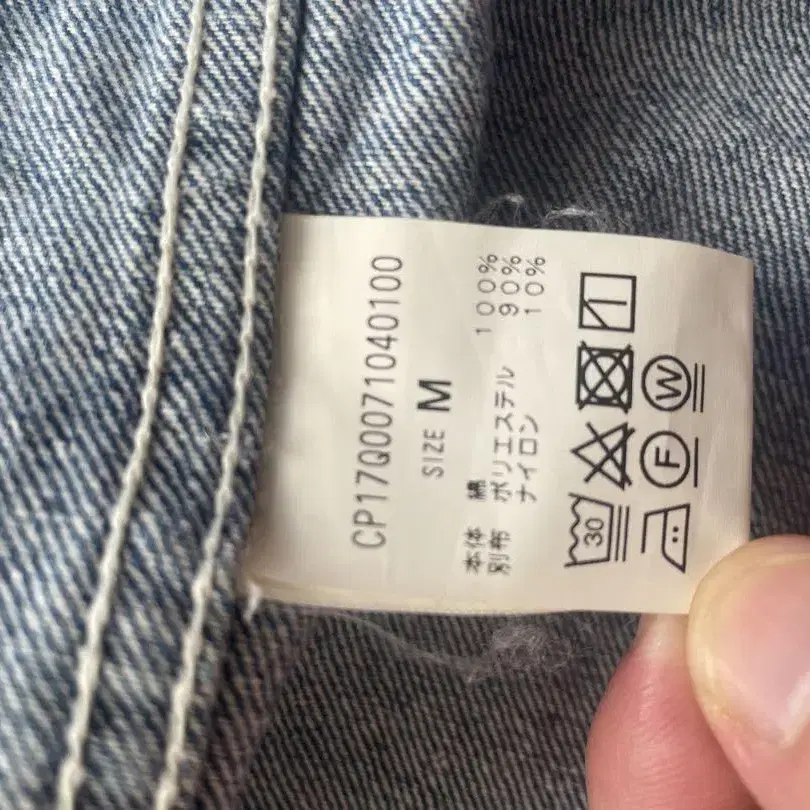 CP17Q0071040100
SIZE M
本体 綿 100%
別布 ポリエステル 90%
ナイロン 10%
W
30 F